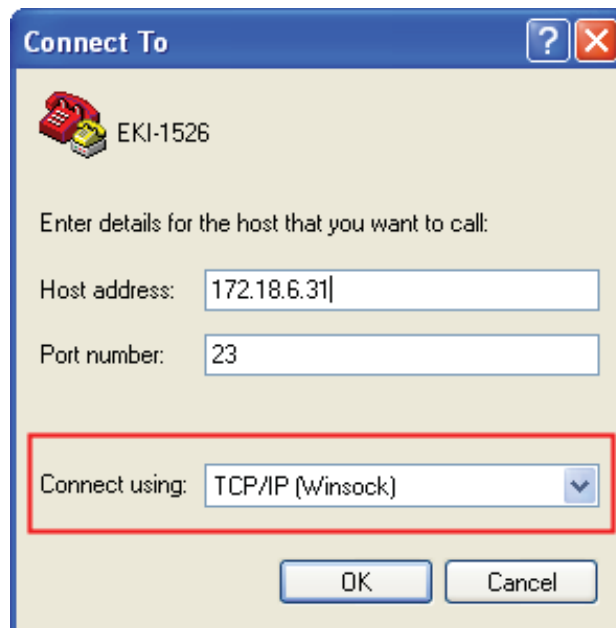 Connect To
EKI-1526
Enter details for the host that you want to call:
Host address: 172.18.6.31
Port number: 23
Connect using: TCP/IP (Winsock)
OK Cancel